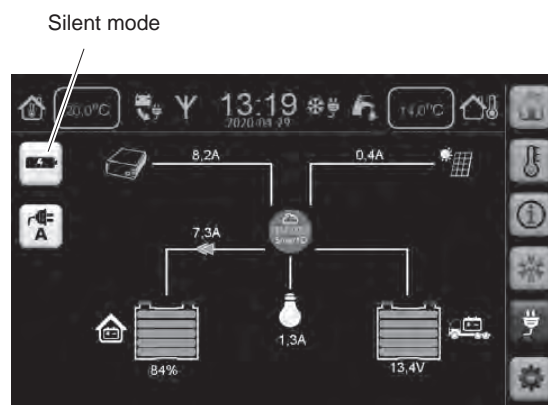 Silent mode
20,0°C
13:19
14,0°C
2020-04-29
8,2A
0,4A
A
7,3A
1,3A
84%
13,4V